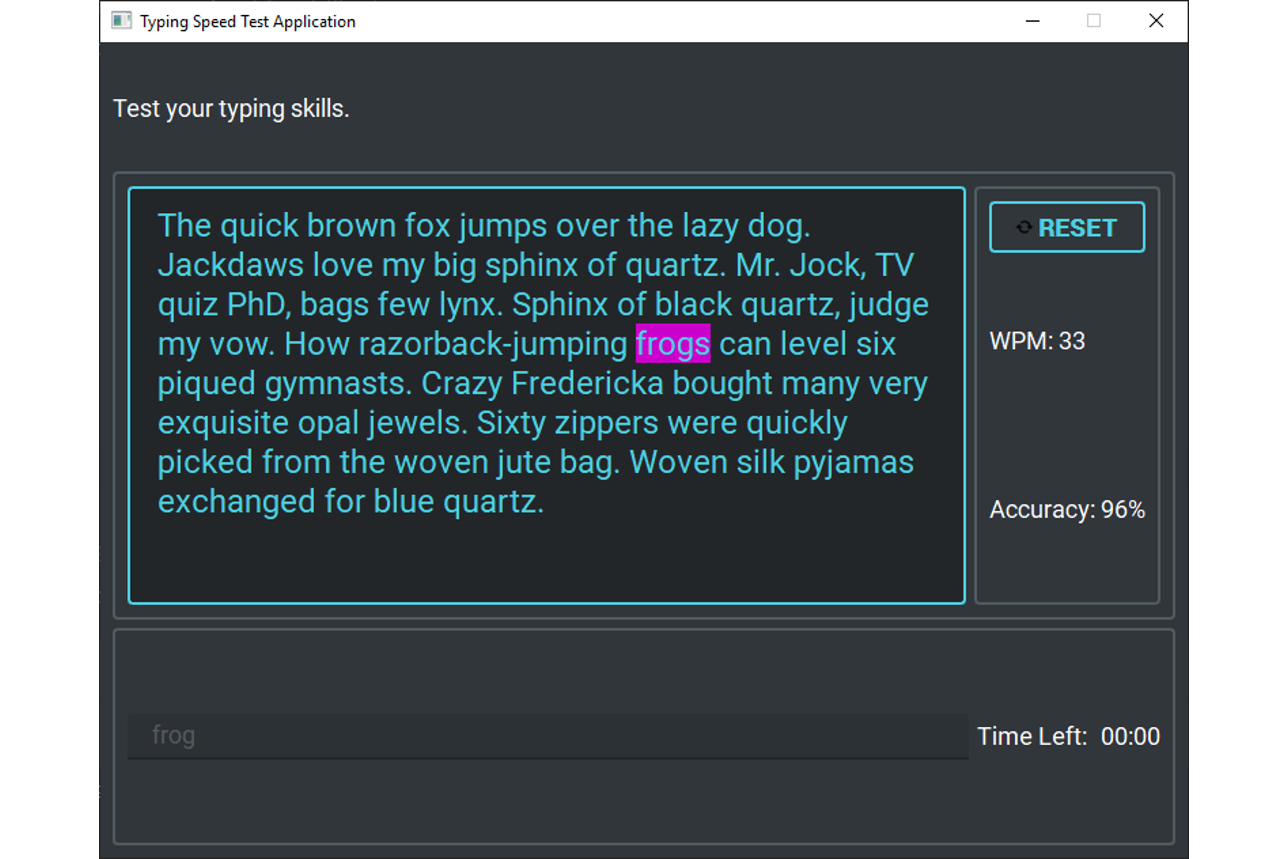 Typing Speed Test Application
Test your typing skills.
The quick brown fox jumps over the lazy dog.
Jackdaws love my big sphinx of quartz. Mr. Jock, TV
quiz PhD, bags few lynx. Sphinx of black quartz, judge
my vow. How razorback-jumping frogs can level six
piqued gymnasts. Crazy Fredericka bought many very
exquisite opal jewels. Sixty zippers were quickly
picked from the woven jute bag. Woven silk pyjamas
exchanged for blue quartz.
RESET
WPM: 33
Accuracy: 96%
frog
Time Left: 00:00